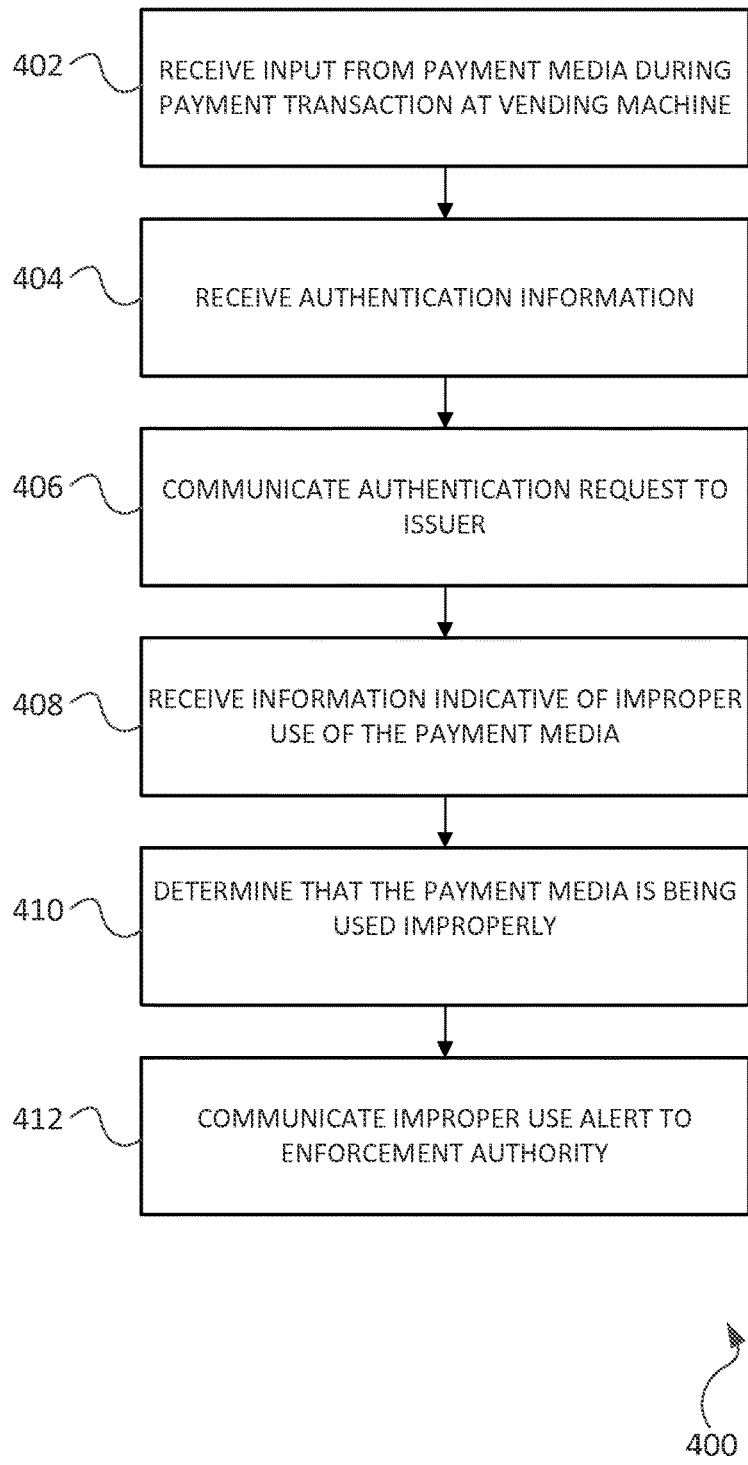 402
RECEIVE INPUT FROM PAYMENT MEDIA DURING
PAYMENT TRANSACTION AT VENDING MACHINE
404
RECEIVE AUTHENTICATION INFORMATION
406
COMMUNICATE AUTHENTICATION REQUEST TO
ISSUER
408
RECEIVE INFORMATION INDICATIVE OF IMPROPER
USE OF THE PAYMENT MEDIA
410
DETERMINE THAT THE PAYMENT MEDIA IS BEING
USED IMPROPERLY
412
COMMUNICATE IMPROPER USE ALERT TO
ENFORCEMENT AUTHORITY
400